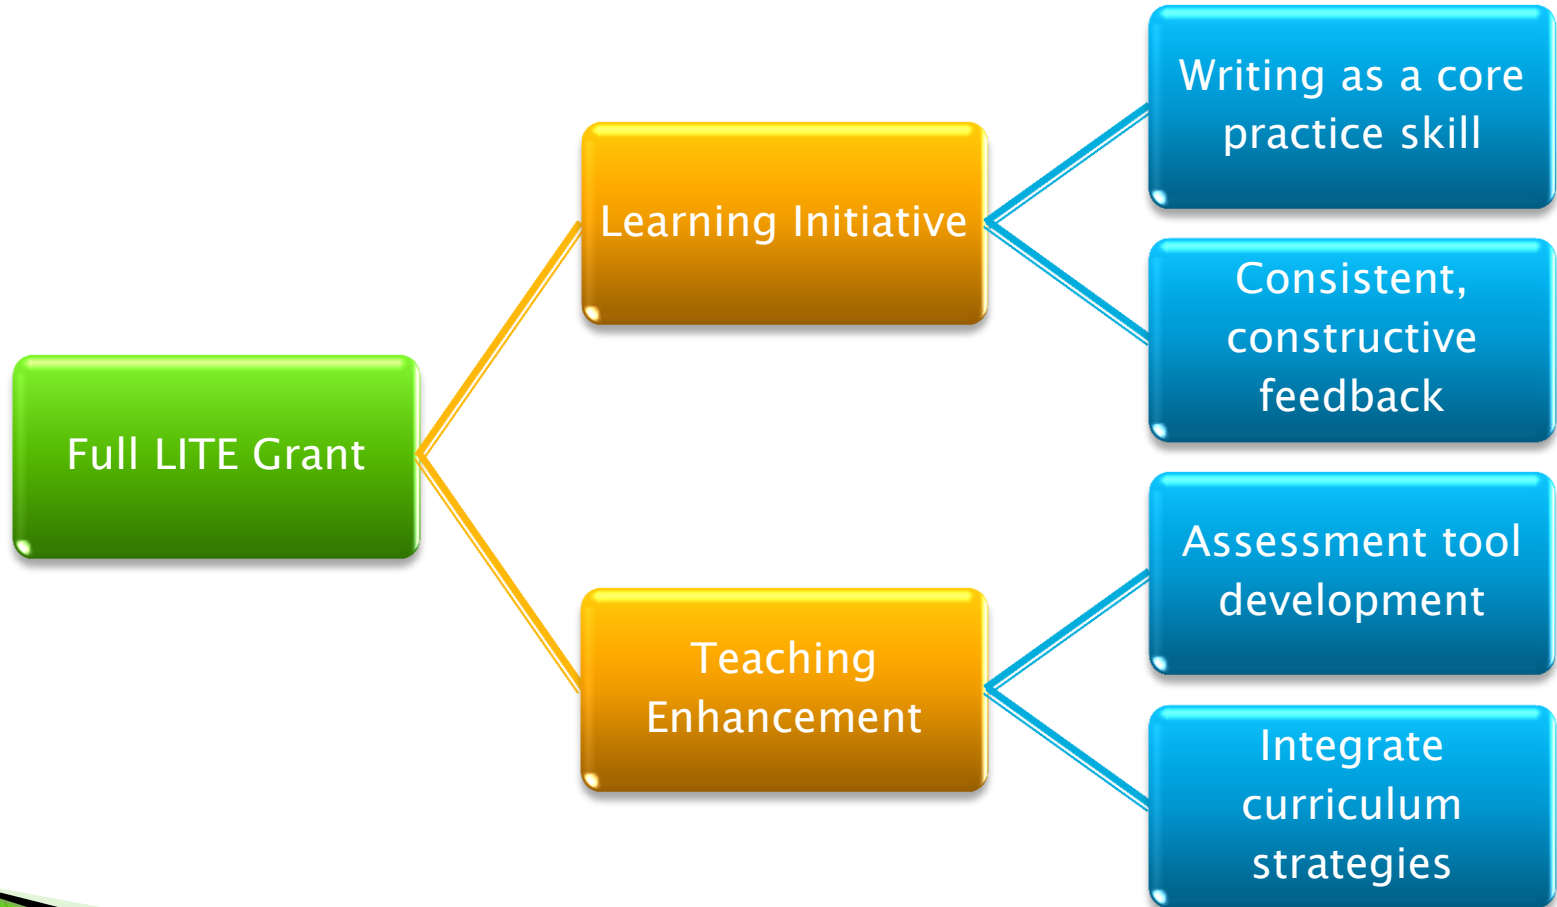 Full LITE Grant
Learning Initiative
Writing as a core
practice skill
Consistent,
constructive
feedback
Teaching
Enhancement
Assessment tool
development
Integrate
curriculum
strategies